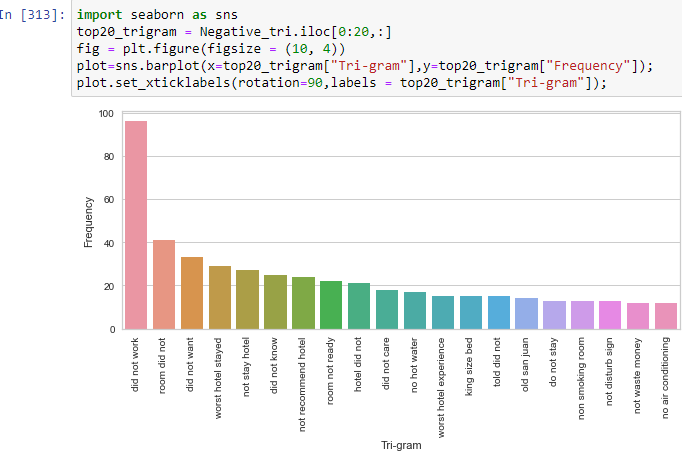 In [313]:
import seaborn as sns
top20_trigram = Negative_tri.iloc[0:20,:]
fig = plt.figure(figsize = (10, 4))
plot=sns.barplot(x=top20_trigram["Tri-gram"],y=top20_trigram["Frequency"]);
plot.set_xticklabels(rotation=90,labels = top20_trigram["Tri-gram"]);
100
80
60
40
20
0
Frequency
did not work
room did not
did not want
worst hotel stayed
not stay hotel
did not know
not recommend hotel
room not ready
hotel did not
did not care
no hot water
worst hotel experience
king size bed
told did not
old san juan
do not stay
non smoking room
not disturb sign
not waste money
no air conditioning
Tri-gram